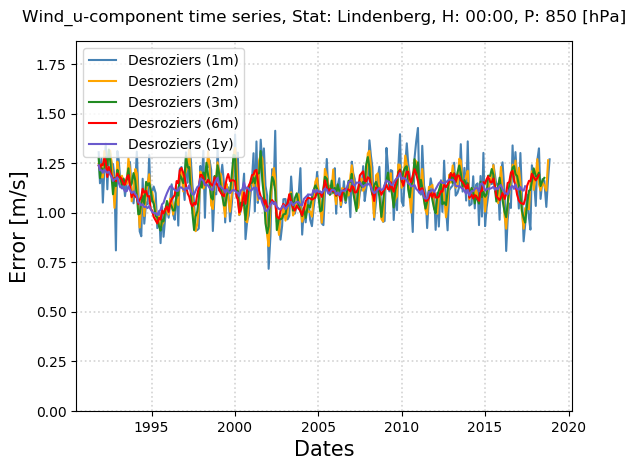 Wind_u-component time series, Stat: Lindenberg, H: 00:00, P: 850 [hPa]
Desroziers (1m)
Desroziers (2m)
Desroziers (3m)
Desroziers (6m)
Desroziers (1y)
Error [m/s]
1.75
1.50
1.25
1.00
0.75
0.50
0.25
0.00
1995 2000 2005 2010 2015 2020
Dates